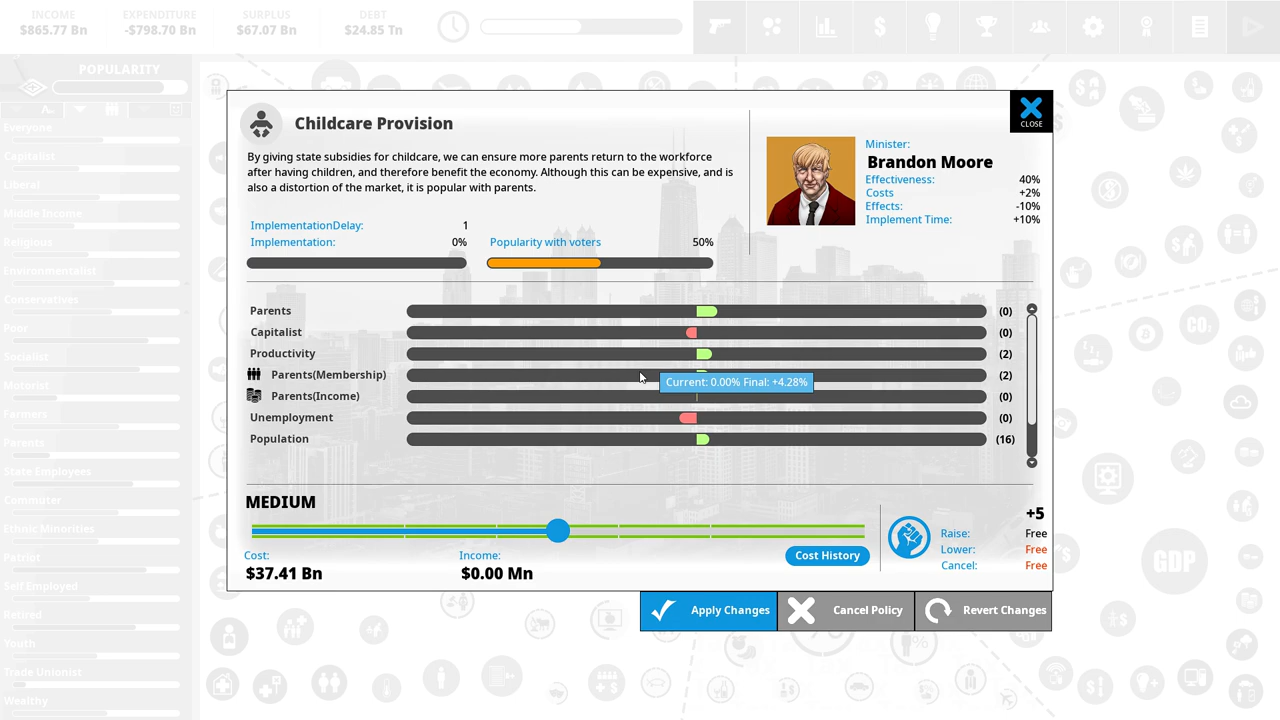 INCOME
$865.77 Bn
EXPENDITURE
-$798.70 Bn
SURPLUS
$67.07 Bn
DEBT
$24.85 Tn
POPULARITY
Everyone
Capitalist
Liberal
Middle Income
Religious
Environmentalist
Conservatives
Poor
Socialist
Motorist
Farmers
Parents
State Employees
Commuter
Ethnic Minorities
Patriot
Self Employed
Retired
Youth
Trade Unionist
Wealthy
Childcare Provision
By giving state subsidies for childcare, we can ensure more parents return to the workforce
after having children, and therefore benefit the economy. Although this can be expensive, and is
also a distortion of the market, it is popular with parents.
ImplementationDelay: 1
Implementation: 0%
Popularity with voters 50%
CLOSE
Minister:
Brandon Moore
Effectiveness: 40%
Costs +2%
Effects: -10%
Implement Time: +10%
Parents (0)
Capitalist (0)
Productivity (2)
Parents(Membership) (2)
Current: 0.00% Final: +4.28%
Parents(Income) (0)
Unemployment (0)
Population (16)
MEDIUM
Cost:
$37.41 Bn
Income:
$0.00 Mn
Cost History
+5
Raise: Free
Lower: Free
Cancel: Free
Apply Changes
Cancel Policy
Revert Changes
CO₂
GDP